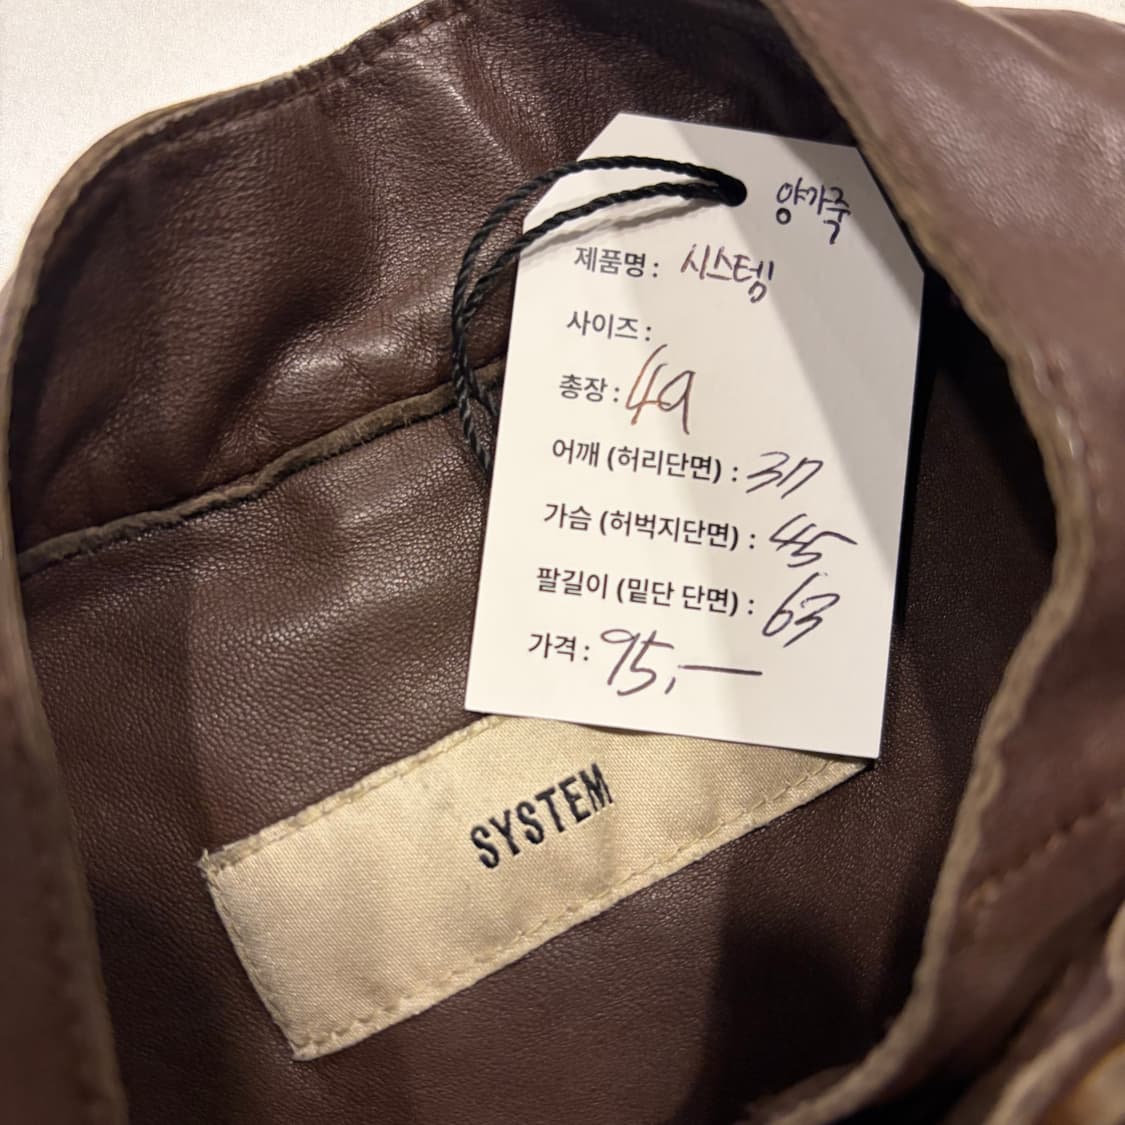 양가죽
제품명 : 시스템
사이즈 :
총장 : 49
어깨 (허리단면) : 37
가슴 (허벅지단면) : 45
팔길이 (밑단 단면) : 63
가격 : 95,—
SYSTEM